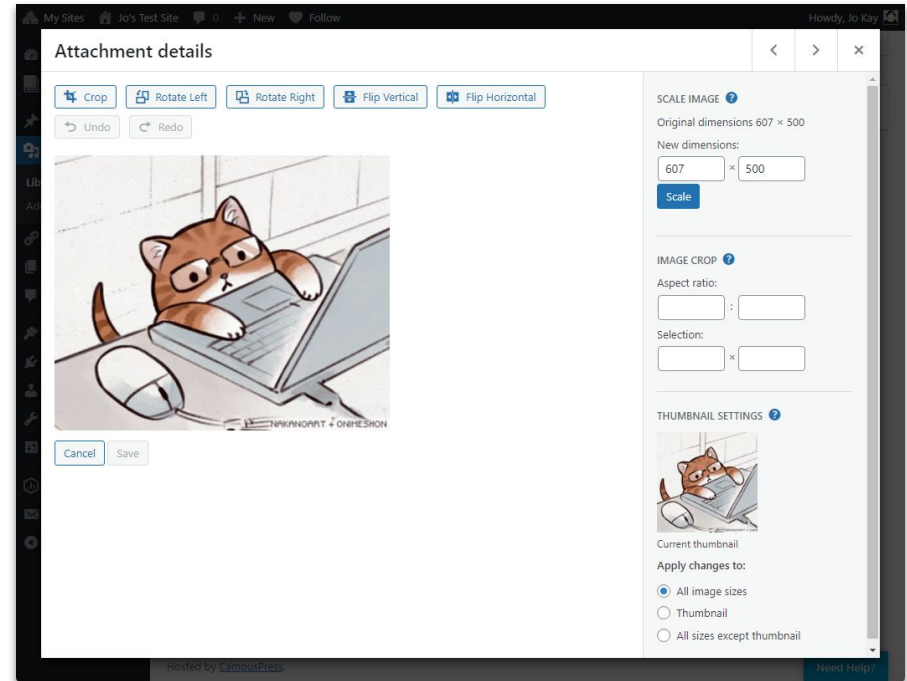 My Sites Jo's Test Site 0 + New Follow Howdy, Jo Kay
Attachment details
Crop Rotate Left Rotate Right Flip Vertical Flip Horizontal
Undo Redo
NAKANOART + ONIMESHON
Cancel Save
SCALE IMAGE ?
Original dimensions 607 × 500
New dimensions:
607 × 500
Scale
IMAGE CROP ?
Aspect ratio:
:
Selection:
×
THUMBNAIL SETTINGS ?
Current thumbnail
Apply changes to:
All image sizes
Thumbnail
All sizes except thumbnail
Lib
Ad
Hosted by CampusPress.
Need Help?